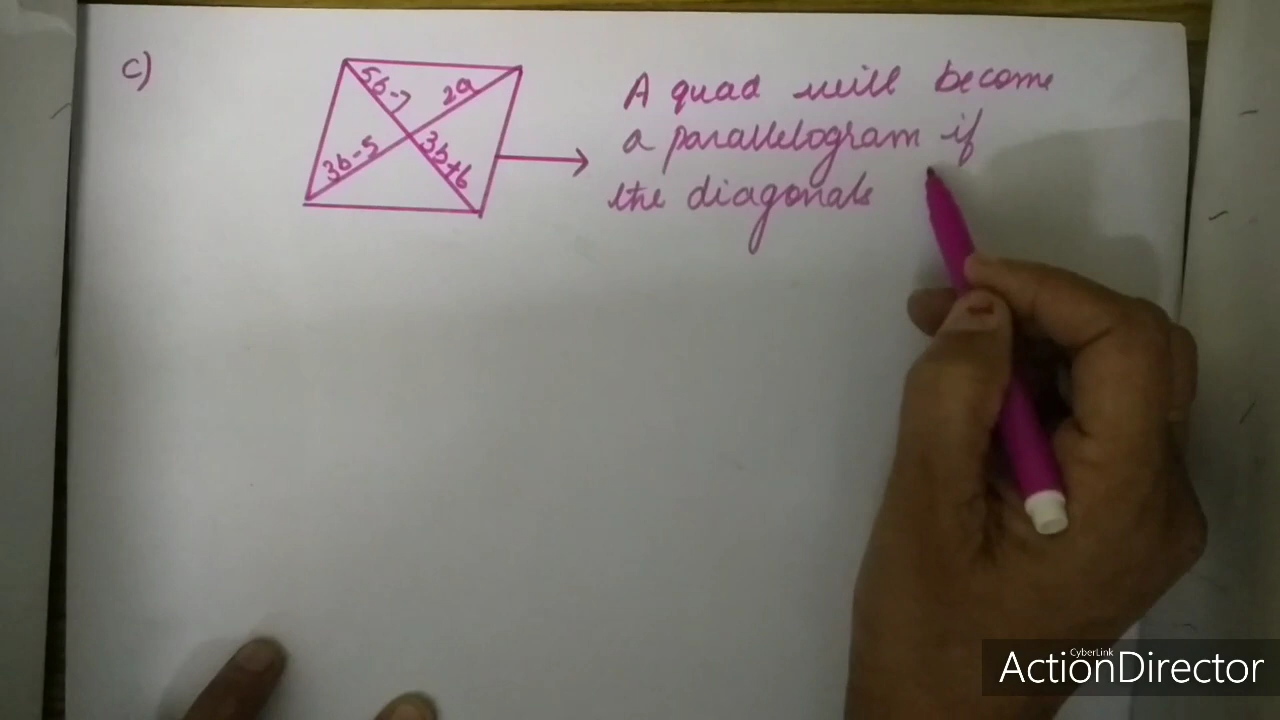 c)
5b-7
2a
3b-5
3b+6
A quad will become
a parallelogram if
the diagonals
CyberLink
ActionDirector